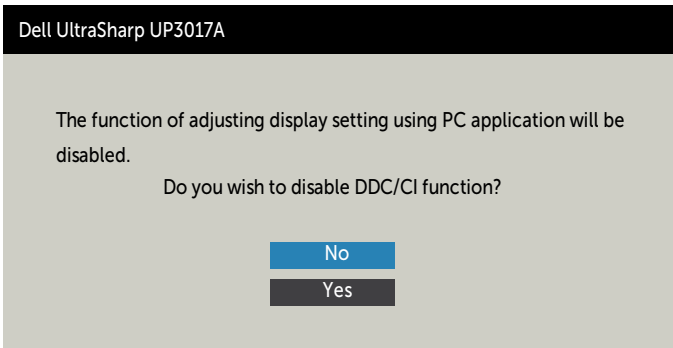 Dell UltraSharp UP3017A
The function of adjusting display setting using PC application will be
disabled.
Do you wish to disable DDC/CI function?
No
Yes